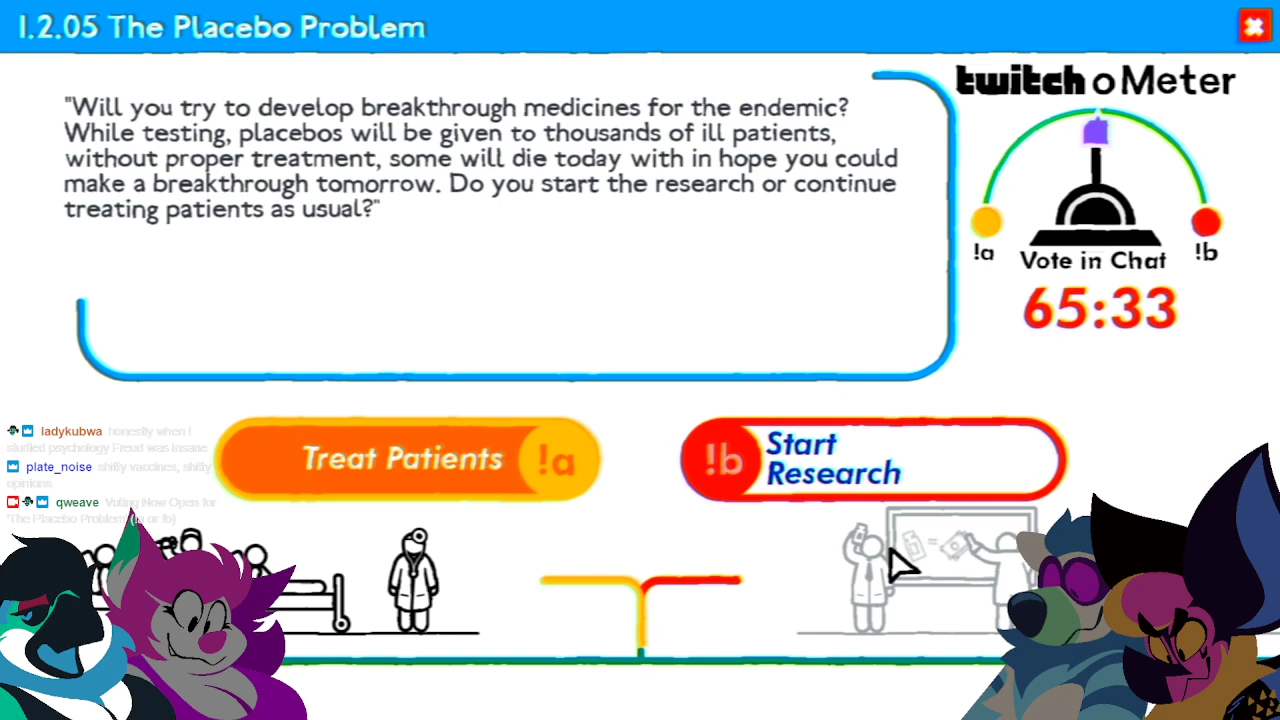 1.2.05 The Placebo Problem
"Will you try to develop breakthrough medicines for the endemic?
While testing, placebos will be given to thousands of ill patients,
without proper treatment, some will die today with in hope you could
make a breakthrough tomorrow. Do you start the research or continue
treating patients as usual?"
twitch o Meter
!a
Vote in Chat
!b
65:33
Treat Patients !a
!b Start
Research
ladykubwa honestly when I
studied psychology Freud was insane
plate_noise shitty vaccines, shitty
opinions
qweave Voting Now Open for
'The Placebo Problem' (!a or !b)